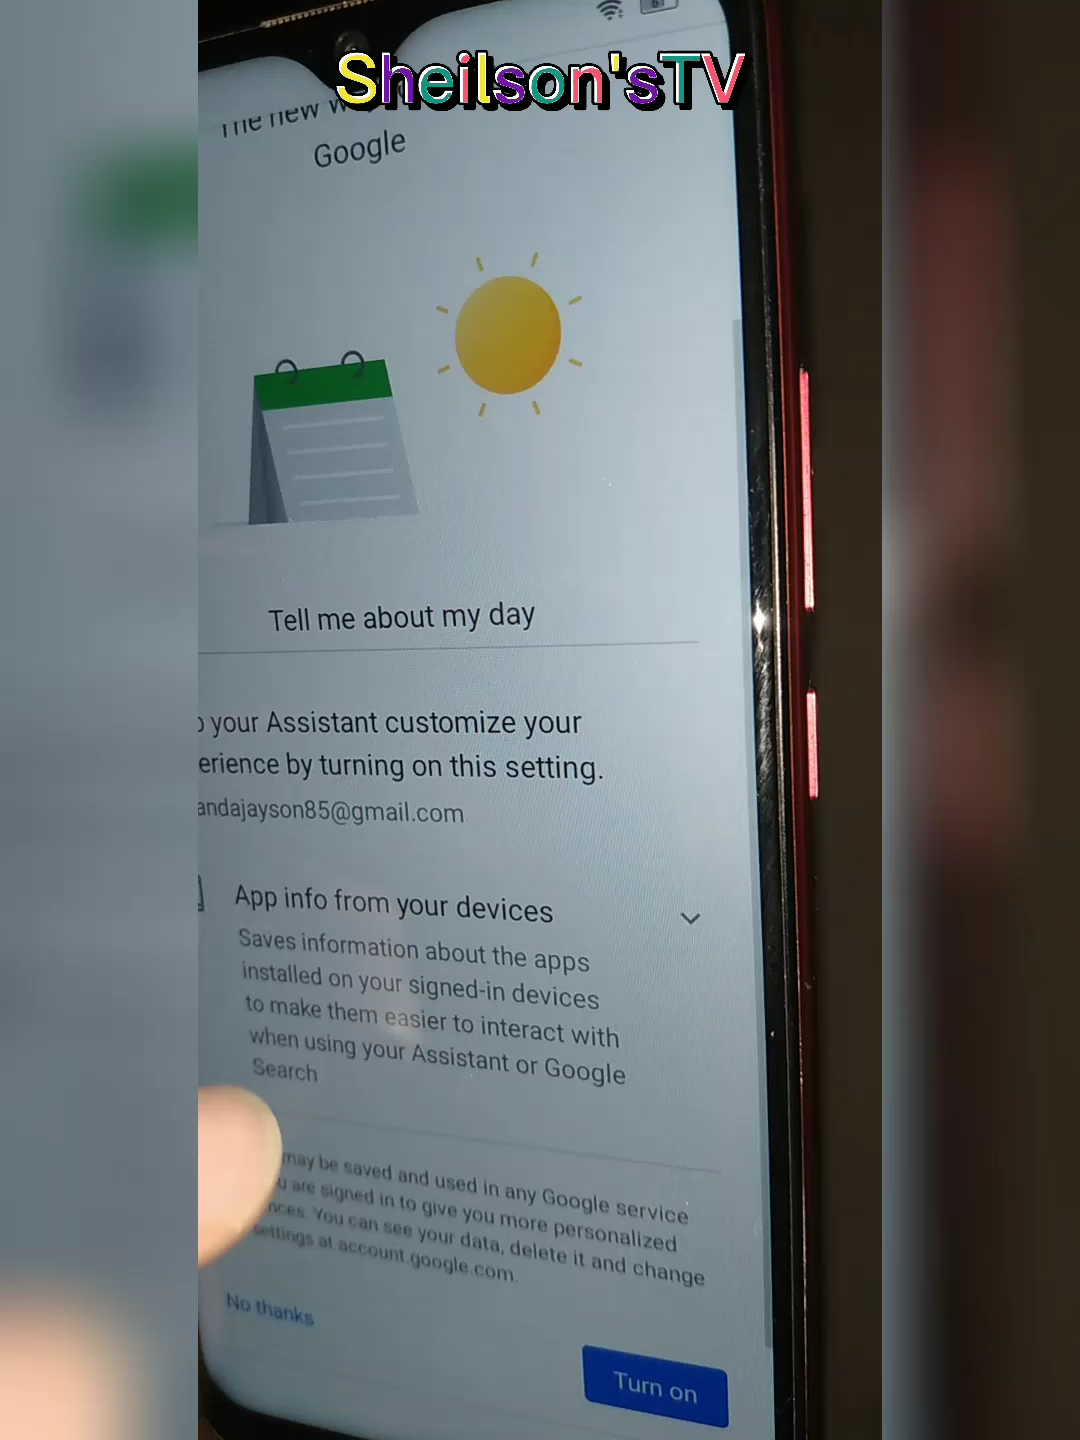 Sheilson'sTV
The new
Google
Tell me about my day
your Assistant customize your
erience by turning on this setting.
andajayson85@gmail.com
App info from your devices
Saves information about the apps
installed on your signed-in devices
to make them easier to interact with
when using your Assistant or Google
Search
may be saved and used in any Google service
are signed in to give you more personalized
nces. You can see your data, delete it and change
settings at account.google.com.
No thanks
Turn on